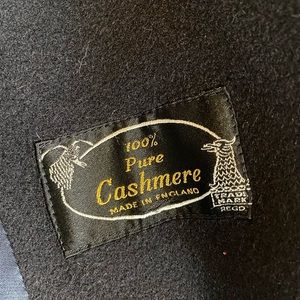 100%
Pure
Cashmere
MADE IN ENGLAND
TRADE
MARK
REGD.